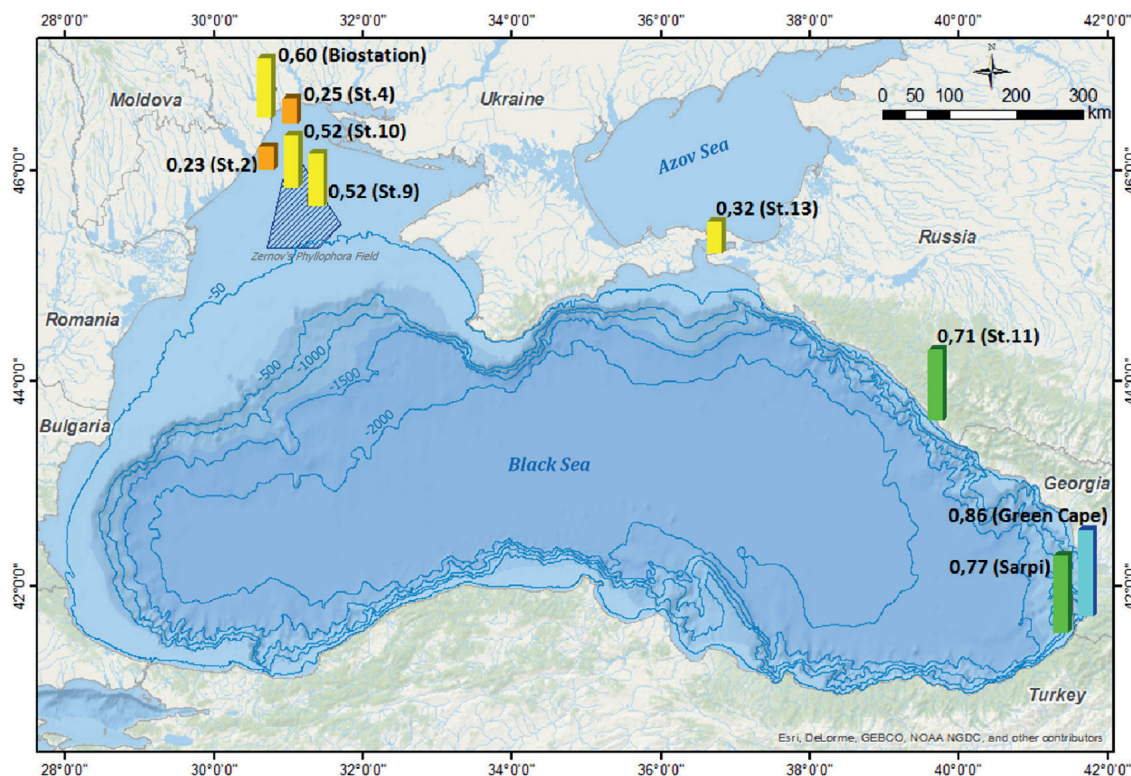 28°0'0" 30°0'0" 32°0'0" 34°0'0" 36°0'0" 38°0'0" 40°0'0" 42°0'0"
0,60 (Biostation)
N
Moldova
0,25 (St.4)
Ukraine
0 50 100 200 300
km
0,52 (St.10)
Azov Sea
46°0'0"
0,23 (St.2)
46°0'0"
0,52 (St.9)
0,32 (St.13)
Russia
Zernov's Phyllophora Field
-50
Romania
0,71 (St.11)
-500
-1000
-1500
44°0'0"
44°0'0"
-2000
Bulgaria
Black Sea
Georgia
0,86 (Green Cape)
0,77 (Sarpi)
42°0'0"
42°0'0"
Turkey
Esri, DeLorme, GEBCO, NOAA NGDC, and other contributors
28°0'0" 30°0'0" 32°0'0" 34°0'0" 36°0'0" 38°0'0" 40°0'0" 42°0'0"